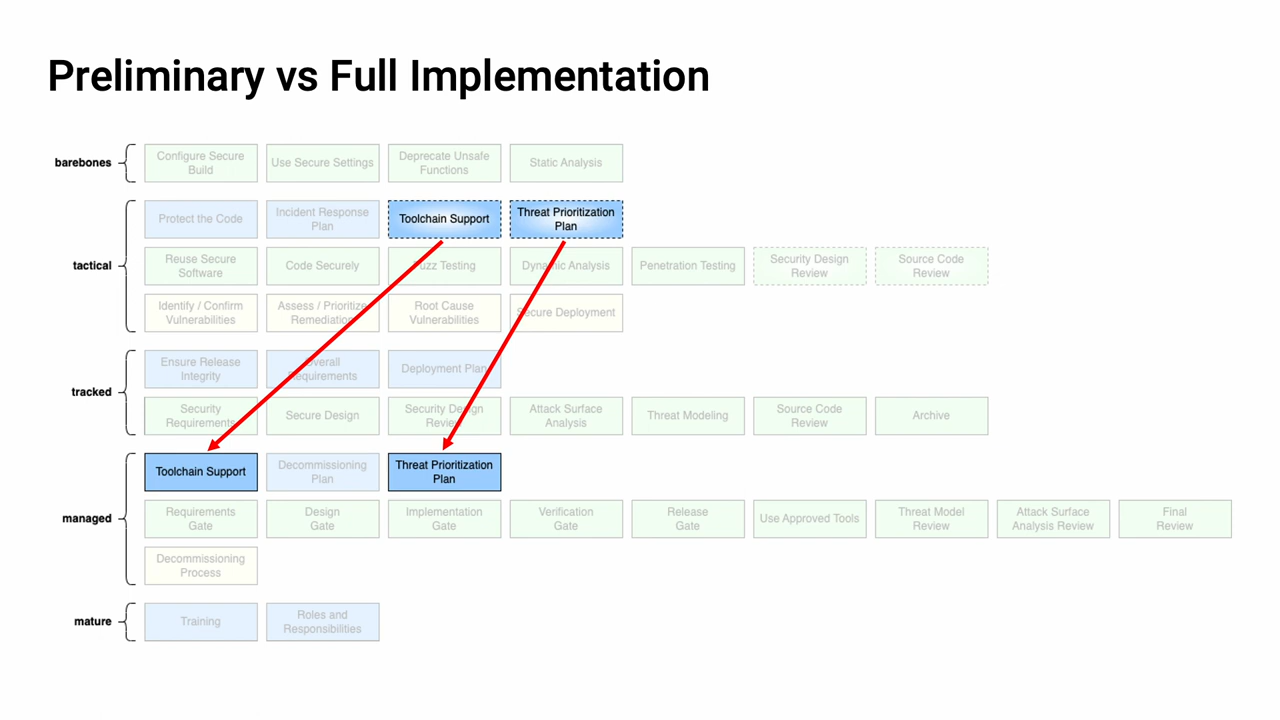 Preliminary vs Full Implementation
barebones
Configure Secure
Build
Use Secure Settings
Deprecate Unsafe
Functions
Static Analysis
tactical
Protect the Code
Incident Response
Plan
Toolchain Support
Threat Prioritization
Plan
Reuse Secure
Software
Code Securely
Fuzz Testing
Dynamic Analysis
Penetration Testing
Security Design
Review
Source Code
Review
Identify / Confirm
Vulnerabilities
Assess / Prioritize
Remediation
Root Cause
Vulnerabilities
Secure Deployment
tracked
Ensure Release
Integrity
Overall
Requirements
Deployment Plan
Security
Requirements
Secure Design
Security Design
Review
Attack Surface
Analysis
Threat Modeling
Source Code
Review
Archive
managed
Toolchain Support
Decommissioning
Plan
Threat Prioritization
Plan
Requirements
Gate
Design
Gate
Implementation
Gate
Verification
Gate
Release
Gate
Use Approved Tools
Threat Model
Review
Attack Surface
Analysis Review
Final
Review
Decommissioning
Process
mature
Training
Roles and
Responsibilities